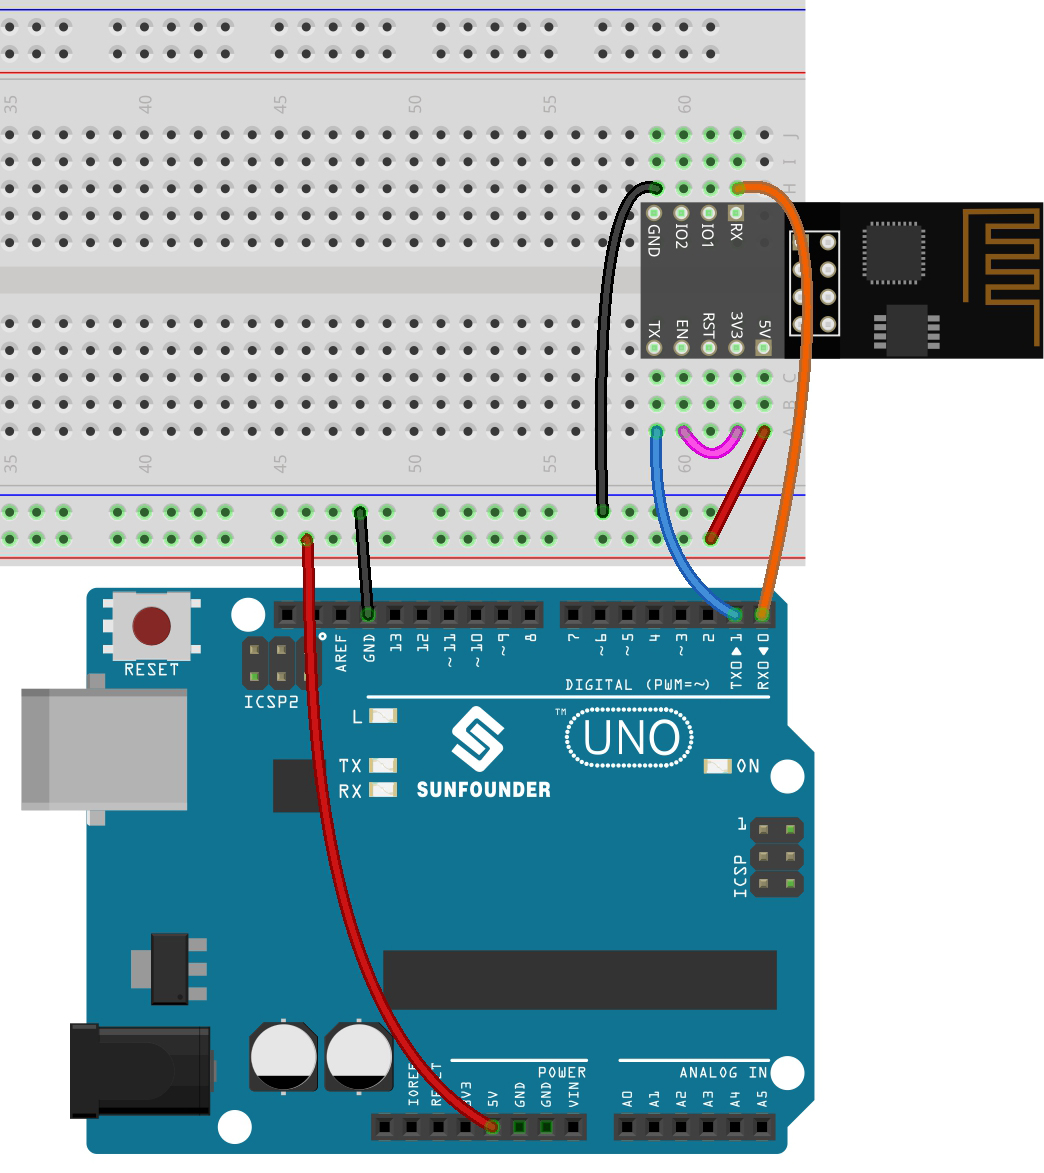 35 40 45 50 55 60
J
I
H
GND IO2 IO1 RX
TX EN RST 3V3 5V
C
B
A
35 40 45 50 55 60
RESET
AREF GND 13 12 ~11 ~10 ~9 8 7 ~6 ~5 4 ~3 2 TX0▶1 RX0◀0
ICSP2
DIGITAL (PWM=~)
L
TM
UNO
TX
RX
SUNFOUNDER
ON
1
ICSP
POWER
ANALOG IN
5V GND GND VIN A0 A1 A2 A3 A4 A5